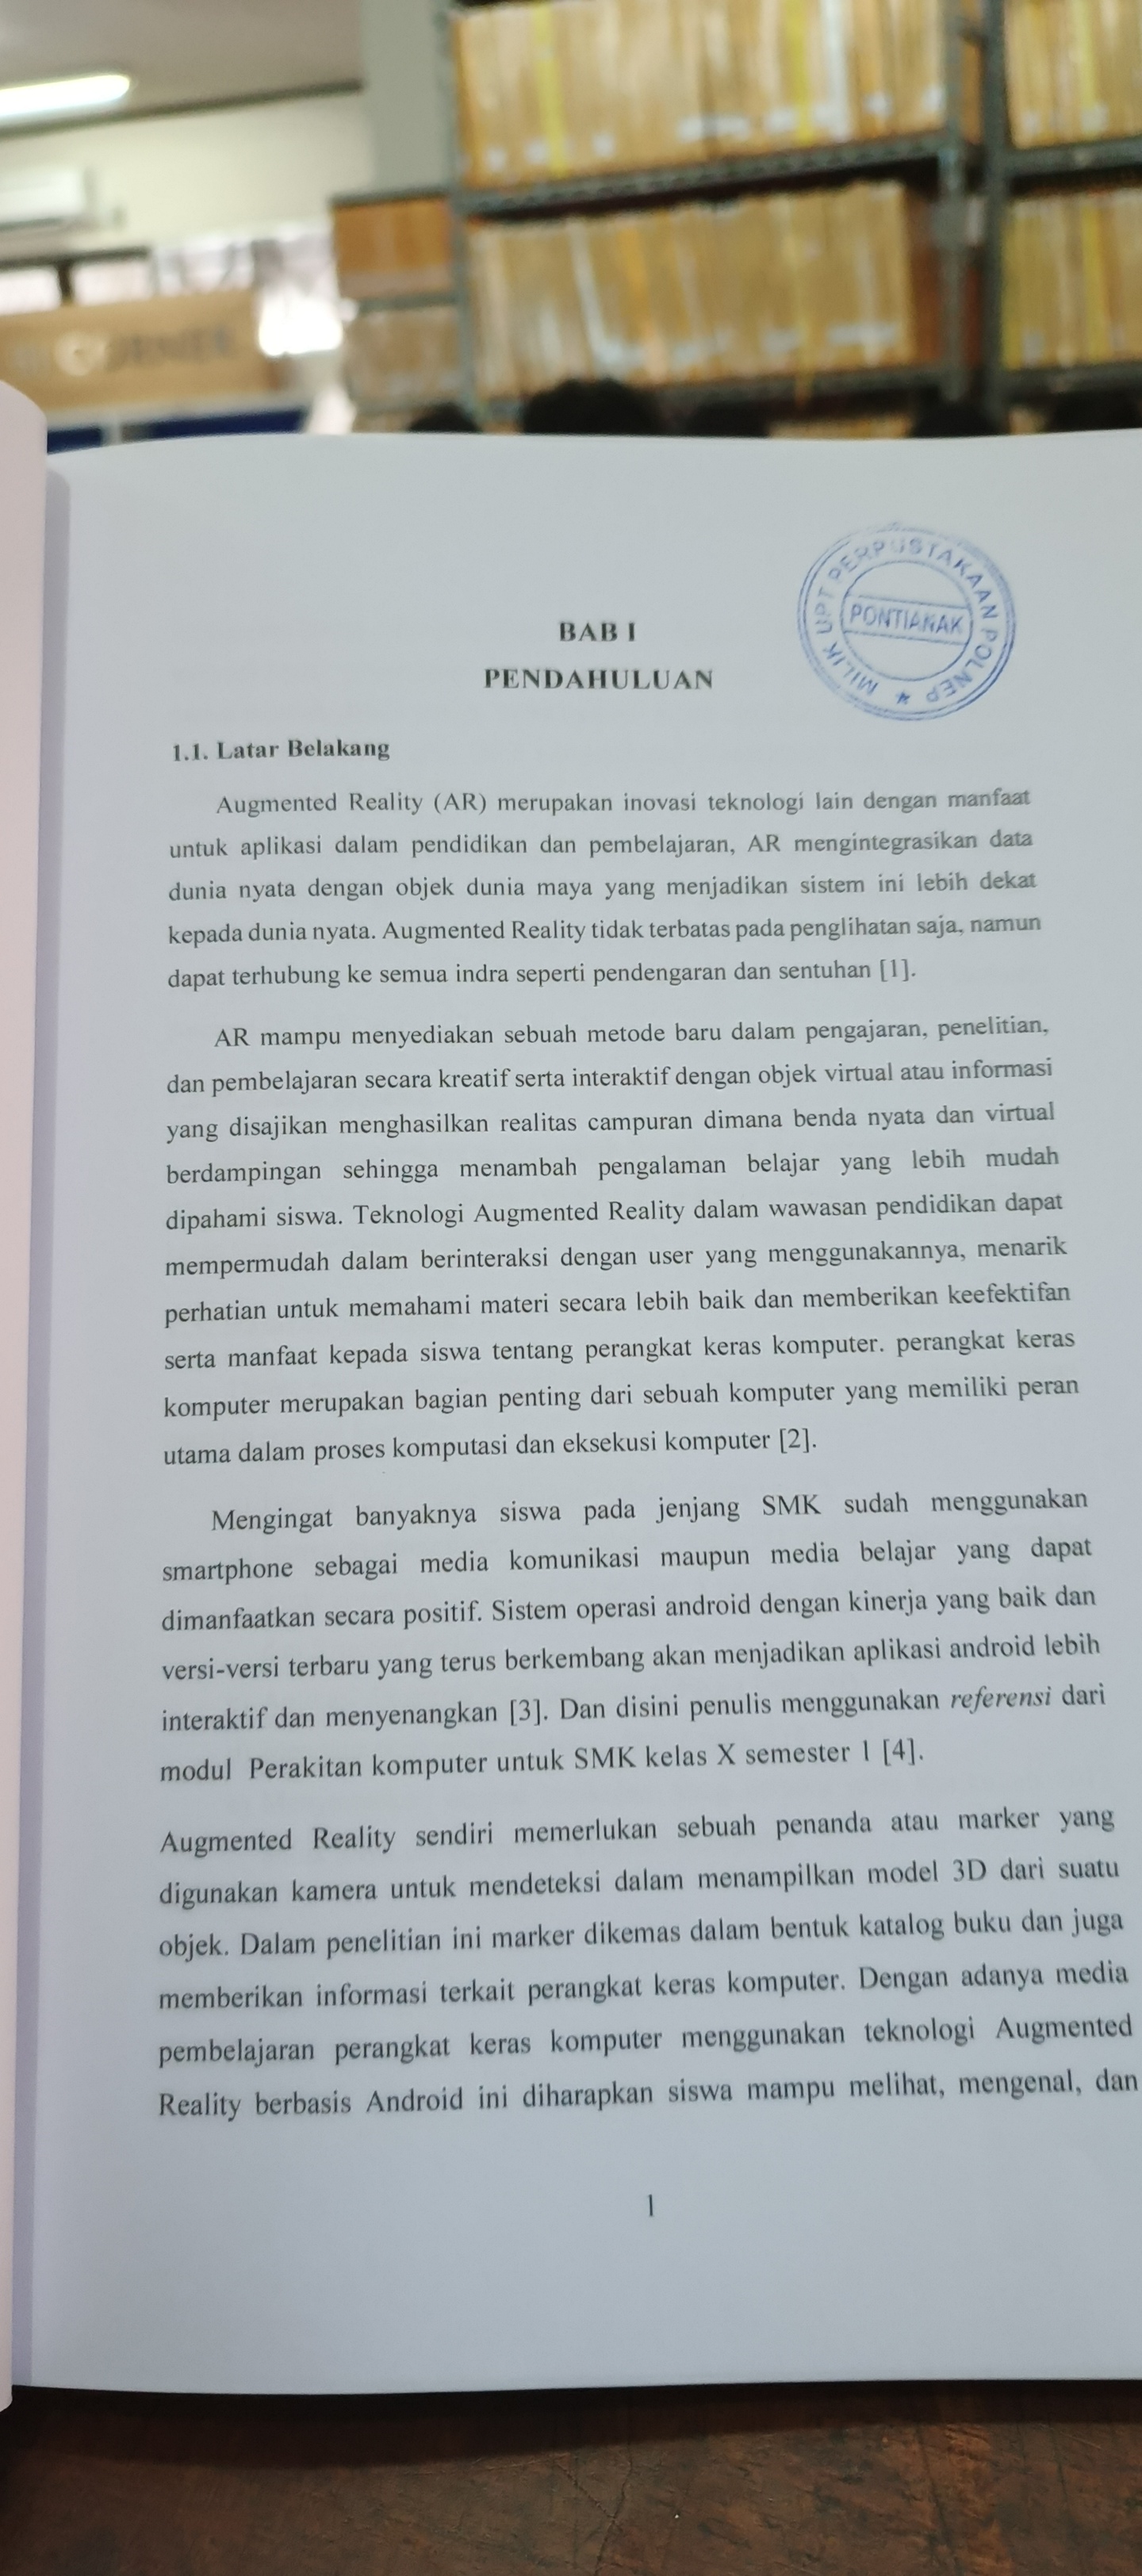 MILIK UPT PERPUSTAKAAN POLNEP
PONTIANAK
BAB I
PENDAHULUAN
1.1. Latar Belakang
Augmented Reality (AR) merupakan inovasi teknologi lain dengan manfaat
untuk aplikasi dalam pendidikan dan pembelajaran, AR mengintegrasikan data
dunia nyata dengan objek dunia maya yang menjadikan sistem ini lebih dekat
kepada dunia nyata. Augmented Reality tidak terbatas pada penglihatan saja, namun
dapat terhubung ke semua indra seperti pendengaran dan sentuhan [1].
AR mampu menyediakan sebuah metode baru dalam pengajaran, penelitian,
dan pembelajaran secara kreatif serta interaktif dengan objek virtual atau informasi
yang disajikan menghasilkan realitas campuran dimana benda nyata dan virtual
berdampingan sehingga menambah pengalaman belajar yang lebih mudah
dipahami siswa. Teknologi Augmented Reality dalam wawasan pendidikan dapat
mempermudah dalam berinteraksi dengan user yang menggunakannya, menarik
perhatian untuk memahami materi secara lebih baik dan memberikan keefektifan
serta manfaat kepada siswa tentang perangkat keras komputer. perangkat keras
komputer merupakan bagian penting dari sebuah komputer yang memiliki peran
utama dalam proses komputasi dan eksekusi komputer [2].
Mengingat banyaknya siswa pada jenjang SMK sudah menggunakan
smartphone sebagai media komunikasi maupun media belajar yang dapat
dimanfaatkan secara positif. Sistem operasi android dengan kinerja yang baik dan
versi-versi terbaru yang terus berkembang akan menjadikan aplikasi android lebih
interaktif dan menyenangkan [3]. Dan disini penulis menggunakan referensi dari
modul Perakitan komputer untuk SMK kelas X semester 1 [4].
Augmented Reality sendiri memerlukan sebuah penanda atau marker yang
digunakan kamera untuk mendeteksi dalam menampilkan model 3D dari suatu
objek. Dalam penelitian ini marker dikemas dalam bentuk katalog buku dan juga
memberikan informasi terkait perangkat keras komputer. Dengan adanya media
pembelajaran perangkat keras komputer menggunakan teknologi Augmented
Reality berbasis Android ini diharapkan siswa mampu melihat, mengenal, dan
1